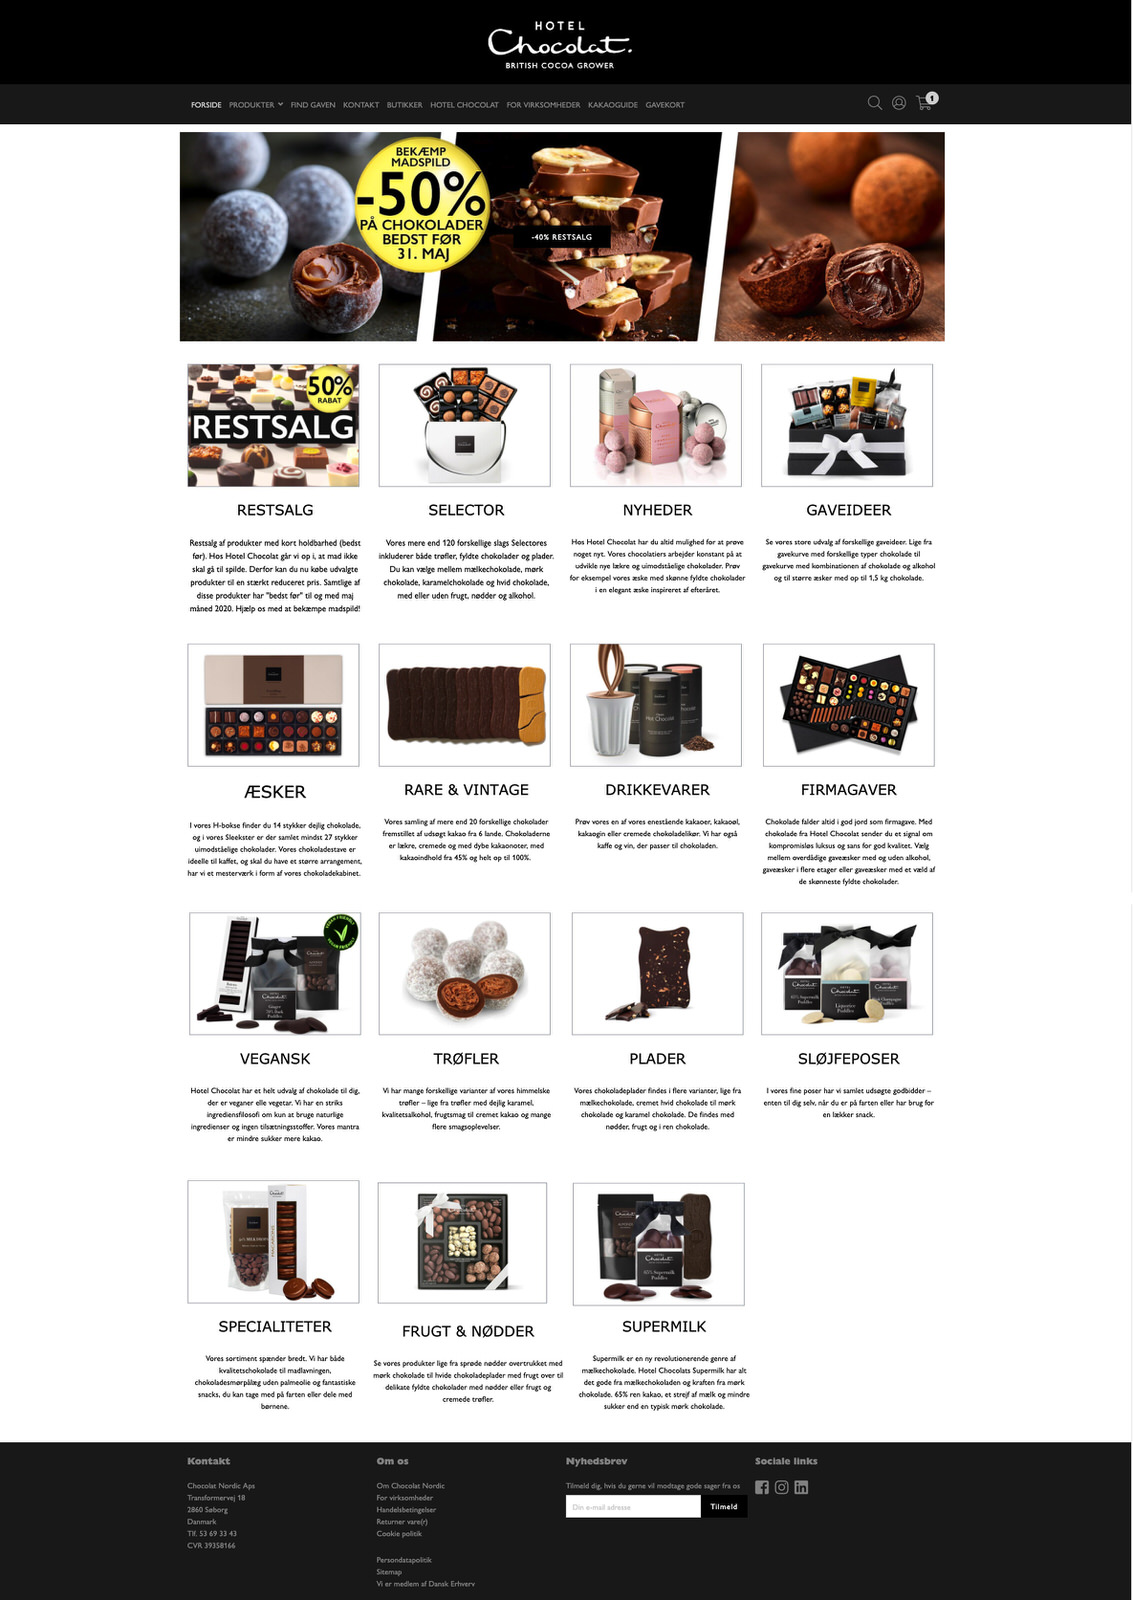 HOTEL
Chocolat.
BRITISH COCOA GROWER
FORSIDE PRODUKTER FIND GAVEN KONTAKT BUTIKKER HOTEL CHOCOLAT FOR VIRKSOMHEDER KAKAOGUIDE GAVEKORT
1
BEKÆMP
MADSPILD
-50%
PÅ CHOKOLADER
BEDST FØR
31. MAJ
-40% RESTSALG
50%
RABAT
RESTSALG
RESTSALG
Restsalg af produkter med kort holdbarhed (bedst
før). Hos Hotel Chocolat går vi op i, at mad ikke
skal gå til spilde. Derfor kan du nu købe udvalgte
produkter til en stærkt reduceret pris. Samtlige af
disse produkter har "bedst før" til og med maj
måned 2020. Hjælp os med at bekæmpe madspild!
SELECTOR
Vores mere end 120 forskellige slags Selectores
inkluderer både trøfler, fyldte chokolader og plader.
Du kan vælge mellem mælkechokolade, mørk
chokolade, karamelchokolade og hvid chokolade,
med eller uden frugt, nødder og alkohol.
NYHEDER
Hos Hotel Chocolat har du altid mulighed for at prøve
noget nyt. Vores chocolatiers arbejder konstant på at
udvikle nye lækre og uimodståelige chokolader. Prøv
for eksempel vores æske med skønne fyldte chokolader
i en elegant æske inspireret af efteråret.
GAVEIDEER
Se vores store udvalg af forskellige gaveideer. Lige fra
gavekurve med forskellige typer chokolade til
gavekurve med kombinationen af chokolade og alkohol
og til større æsker med op til 1,5 kg chokolade.
ÆSKER
I vores H-bokse finder du 14 stykker dejlig chokolade,
og i vores Sleekster er der samlet mindst 27 stykker
uimodståelige chokolader. Vores chokoladestave er
ideelle til kaffet, og skal du have et større arrangement,
har vi et mesterværk i form af vores chokoladekabinet.
RARE & VINTAGE
Vores samling af mere end 20 forskellige chokolader
fremstillet af udsøgt kakao fra 6 lande. Chokoladerne
er lækre, cremede og med dybe kakaonoter, med
kakaoindhold fra 45% og helt op til 100%.
Hot Chocolat
DRIKKEVARER
Prøv vores en af vores enestående kakaoer, kakaoøl,
kakaogin eller cremede chokoladelikør. Vi har også
kaffe og vin, der passer til chokoladen.
FIRMAGAVER
Chokolade falder altid i god jord som firmagave. Med
chokolade fra Hotel Chocolat sender du et signal om
kompromisløs luksus og sans for god kvalitet. Vælg
mellem overdådige gaveæsker med og uden alkohol,
gaveæsker i flere etager eller gaveæsker med et væld af
de skønneste fyldte chokolader.
VEGAN FRIENDLY
VEGAN FRIENDLY
Chocolat
Chocolat
Ginger
70% Dark
Puddles
VEGANSK
Hotel Chocolat har et helt udvalg af chokolade til dig,
der er veganer elle vegetar. Vi har en striks
ingrediensfilosofi om kun at bruge naturlige
ingredienser og ingen tilsætningsstoffer. Vores mantra
er mindre sukker mere kakao.
TRØFLER
Vi har mange forskellige varianter af vores himmelske
trøfler – lige fra trøfler med dejlig karamel,
kvalitetsalkohol, frugtsmag til cremet kakao og mange
flere smagsoplevelser.
PLADER
Vores chokoladeplader findes i flere varianter, lige fra
mælkechokolade, cremet hvid chokolade til mørk
chokolade og karamel chokolade. De findes med
nødder, frugt og i ren chokolade.
Chocolat
65% Supermilk
Puddles
Liquorice
Puddles
SLØJFEPOSER
I vores fine poser har vi samlet udsøgte godbidder –
enten til dig selv, når du er på farten eller har brug for
en lækker snack.
MACARONS
SPECIALITETER
Vores sortiment spænder bredt. Vi har både
kvalitetschokolade til madlavningen,
chokoladesmørpålæg uden palmeolie og fantastiske
snacks, du kan tage med på farten eller dele med
børnene.
FRUGT & NØDDER
Se vores produkter lige fra sprøde nødder overtrukket med
mørk chokolade til hvide chokoladeplader med frugt over til
delikate fyldte chokolader med nødder eller frugt og
cremede trøfler.
Chocolat
65% Supermilk
Puddles
SUPERMILK
Supermilk er en ny revolutionerende genre af
mælkechokolade. Hotel Chocolats Supermilk har alt
det gode fra mælkechokoladen og kraften fra mørk
chokolade. 65% ren kakao, et strejf af mælk og mindre
sukker end en typisk mørk chokolade.
Kontakt
Chocolat Nordic Aps
Transformervej 18
2860 Søborg
Danmark
Tlf. 53 69 33 43
CVR 39358166
Om os
Om Chocolat Nordic
For virksomheder
Handelsbetingelser
Returner vare(r)
Cookie politik
Persondatapolitik
Sitemap
Vi er medlem af Dansk Erhverv
Nyhedsbrev
Tilmeld dig, hvis du gerne vil modtage gode sager fra os
Din e-mail adresse
Tilmeld
Sociale links